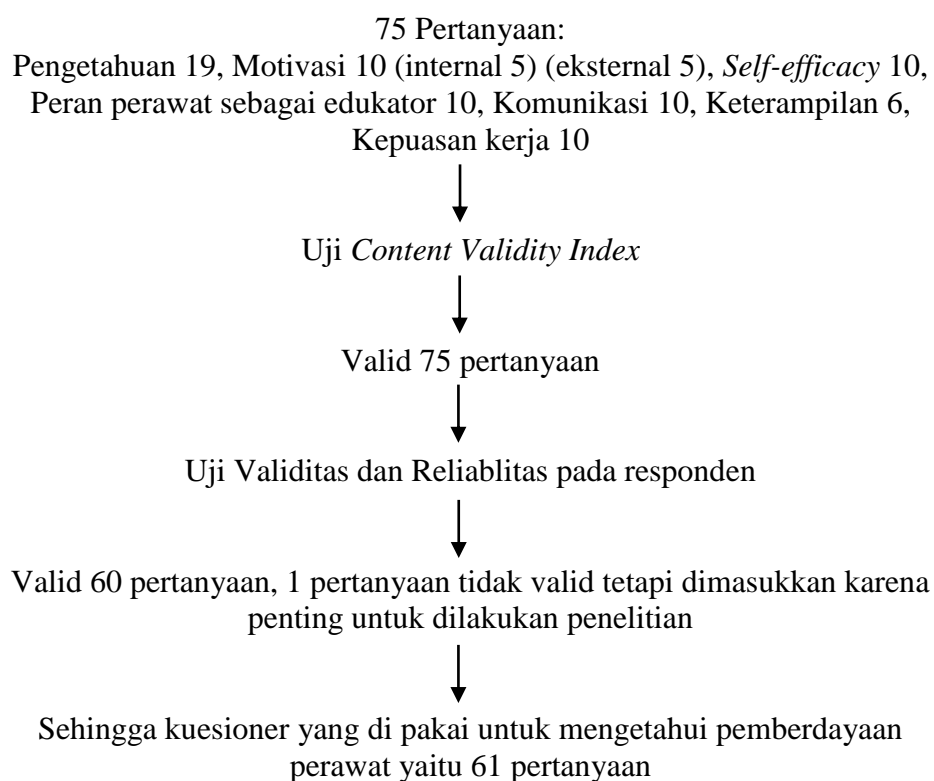 75 Pertanyaan:
Pengetahuan 19, Motivasi 10 (internal 5) (eksternal 5), Self-efficacy 10,
Peran perawat sebagai edukator 10, Komunikasi 10, Keterampilan 6,
Kepuasan kerja 10
Uji Content Validity Index
Valid 75 pertanyaan
Uji Validitas dan Reliablitas pada responden
Valid 60 pertanyaan, 1 pertanyaan tidak valid tetapi dimasukkan karena
penting untuk dilakukan penelitian
Sehingga kuesioner yang di pakai untuk mengetahui pemberdayaan
perawat yaitu 61 pertanyaan